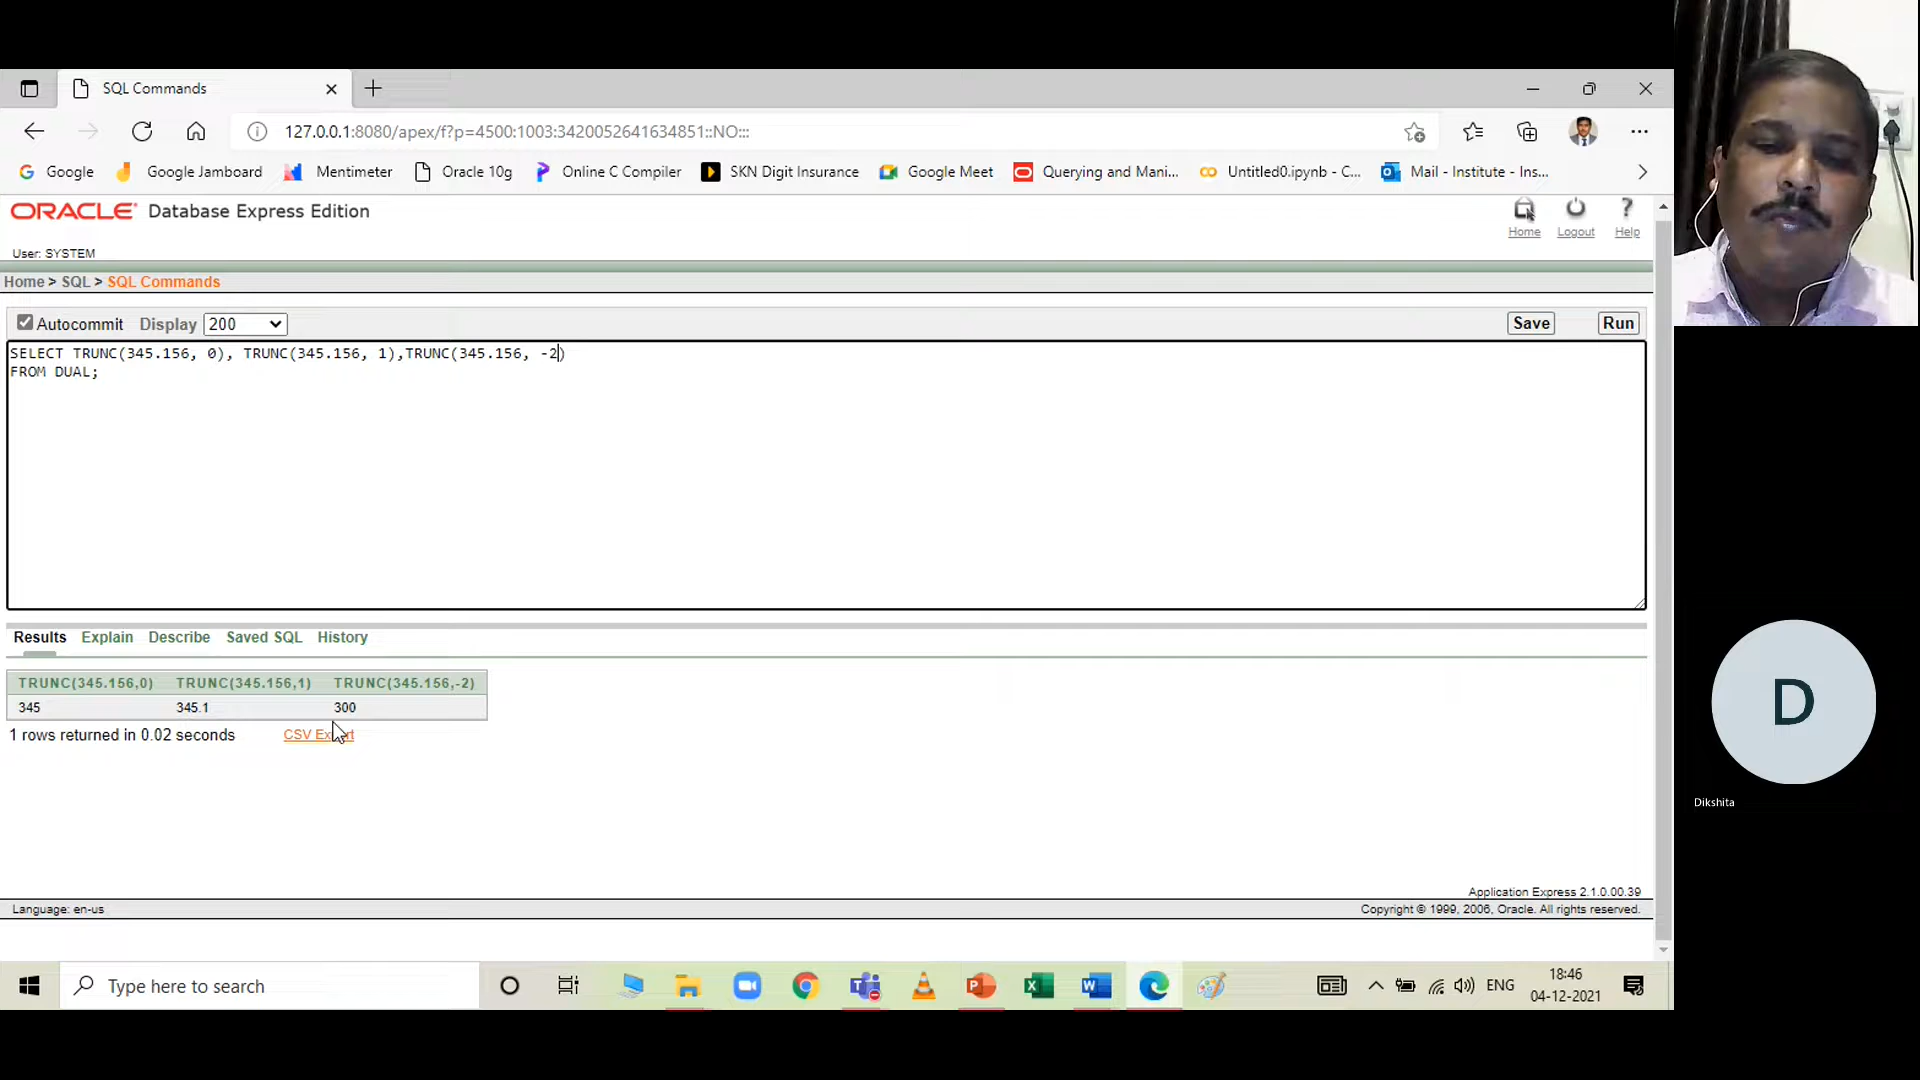 SQL Commands
127.0.0.1:8080/apex/f?p=4500:1003:3420052641634851::NO:::
Google Google Jamboard Mentimeter Oracle 10g Online C Compiler SKN Digit Insurance Google Meet Querying and Mani... Untitled0.ipynb - C... Mail - Institute - Ins...
ORACLE Database Express Edition
Home Logout Help
User: SYSTEM
Home > SQL > SQL Commands
Autocommit Display 200 Save Run
SELECT TRUNC(345.156, 0), TRUNC(345.156, 1),TRUNC(345.156, -2)
FROM DUAL;
Results Explain Describe Saved SQL History
TRUNC(345.156,0) TRUNC(345.156,1) TRUNC(345.156,-2)
345 345.1 300
1 rows returned in 0.02 seconds CSV Export
D
Dikshita
Application Express 2.1.0.00.39
Language: en-us Copyright © 1999, 2006, Oracle. All rights reserved.
Type here to search
ENG
18:46
04-12-2021